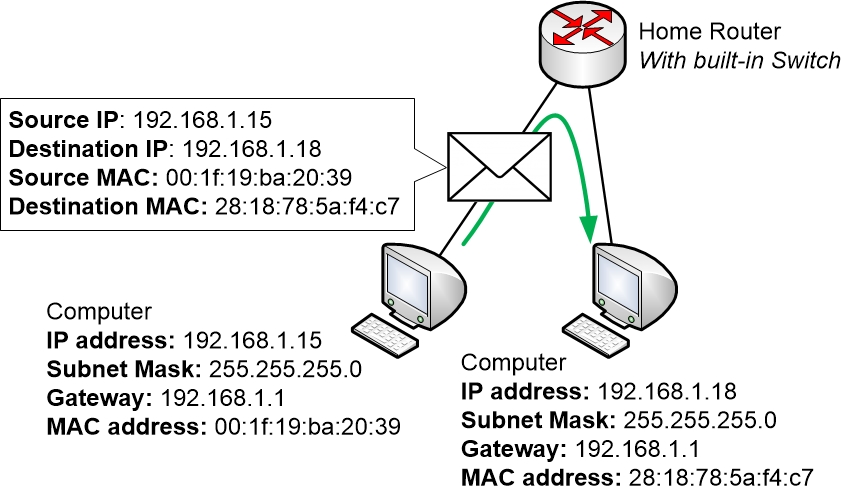 Home Router
With built-in Switch
Source IP: 192.168.1.15
Destination IP: 192.168.1.18
Source MAC: 00:1f:19:ba:20:39
Destination MAC: 28:18:78:5a:f4:c7
Computer
IP address: 192.168.1.15
Subnet Mask: 255.255.255.0
Gateway: 192.168.1.1
MAC address: 00:1f:19:ba:20:39
Computer
IP address: 192.168.1.18
Subnet Mask: 255.255.255.0
Gateway: 192.168.1.1
MAC address: 28:18:78:5a:f4:c7